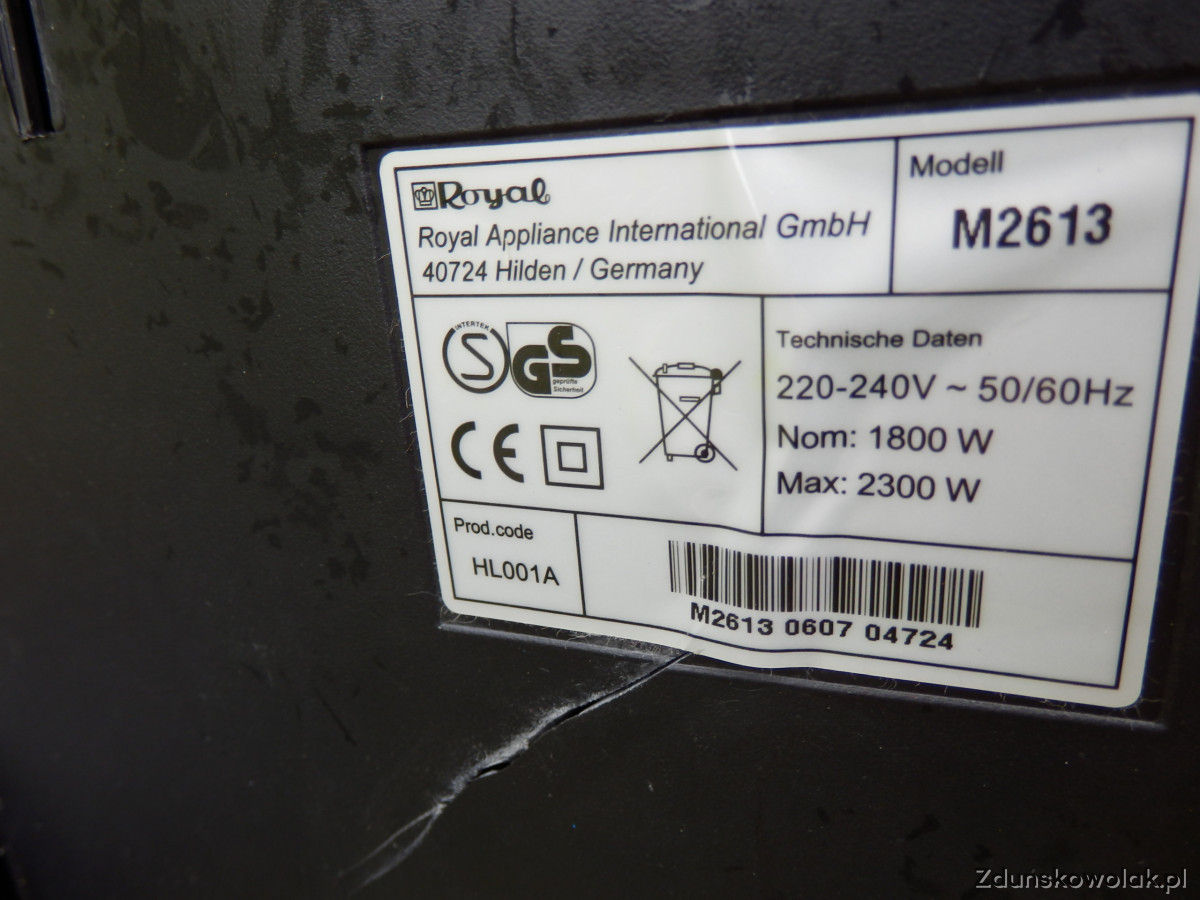 Royal
Royal Appliance International GmbH
40724 Hilden / Germany
Modell
M2613
INTERTEK
S
GS
geprüfte
Sicherheit
CE
Technische Daten
220-240V ~ 50/60Hz
Nom: 1800 W
Max: 2300 W
Prod.code
HL001A
M2613 0607 04724
Zduńskowolak.pl